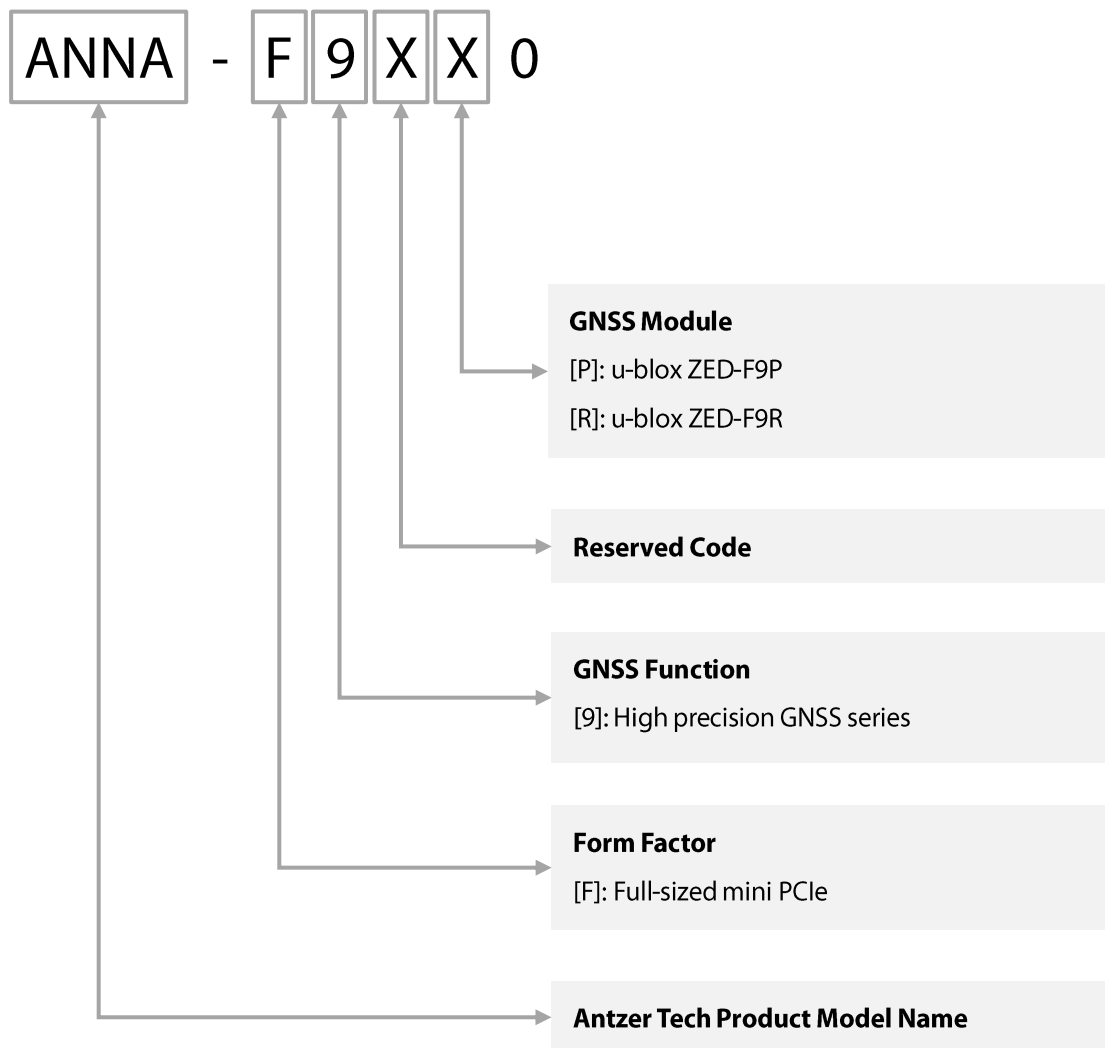 ANNA - F 9 X X 0
GNSS Module
[P]: u-blox ZED-F9P
[R]: u-blox ZED-F9R
Reserved Code
GNSS Function
[9]: High precision GNSS series
Form Factor
[F]: Full-sized mini PCIe
Antzer Tech Product Model Name